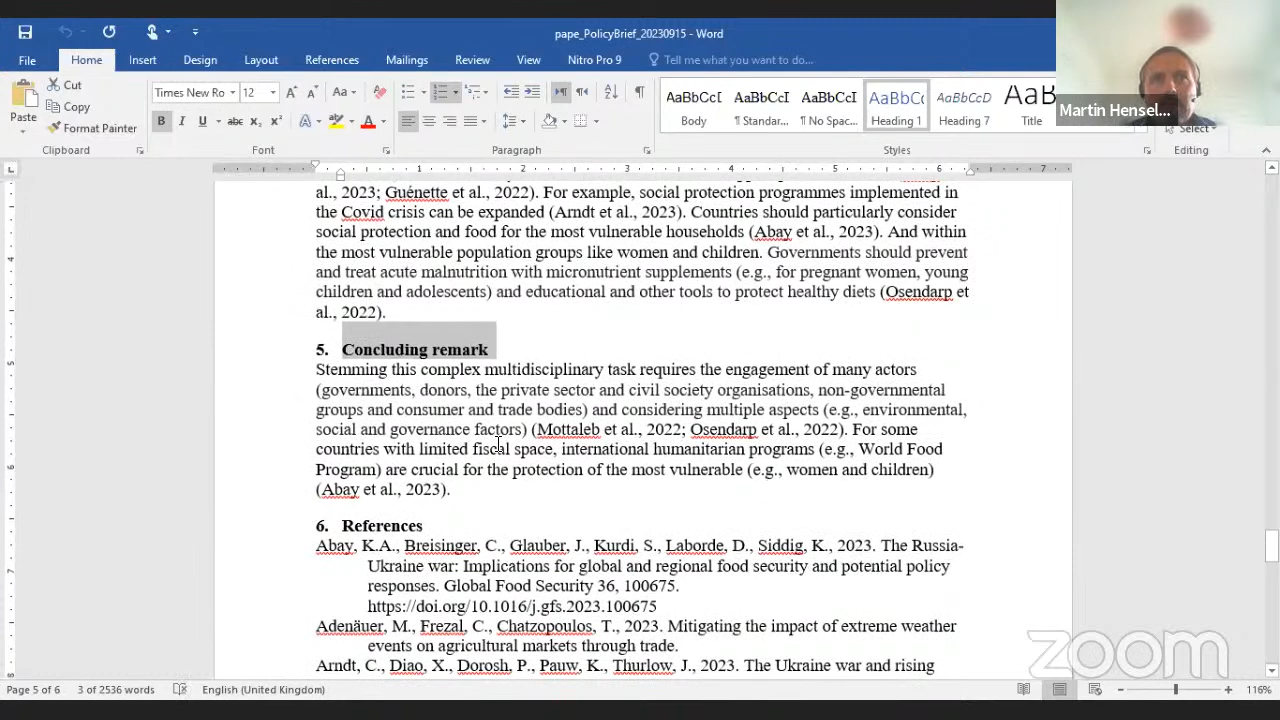 pape_PolicyBrief_20230915 - Word
File Home Insert Design Layout References Mailings Review View Nitro Pro 9 Tell me what you want to do...
Martin Hensel...
Paste
Cut
Copy
Format Painter
Clipboard
Times New Ro 12
Font
Paragraph
AaBbCcI AaBbCc AaBbCc AaBbCc AaBbCcD AaB
Body ¶ Standar... ¶ No Spac... Heading 1 Heading 7 Title
Styles
Select
Editing
al., 2023; Guénette et al., 2022). For example, social protection programmes implemented in
the Covid crisis can be expanded (Arndt et al., 2023). Countries should particularly consider
social protection and food for the most vulnerable households (Abay et al., 2023). And within
the most vulnerable population groups like women and children. Governments should prevent
and treat acute malnutrition with micronutrient supplements (e.g., for pregnant women, young
children and adolescents) and educational and other tools to protect healthy diets (Osendarp et
al., 2022).
5. Concluding remark
Stemming this complex multidisciplinary task requires the engagement of many actors
(governments, donors, the private sector and civil society organisations, non-governmental
groups and consumer and trade bodies) and considering multiple aspects (e.g., environmental,
social and governance factors) (Mottaleb et al., 2022; Osendarp et al., 2022). For some
countries with limited fiscal space, international humanitarian programs (e.g., World Food
Program) are crucial for the protection of the most vulnerable (e.g., women and children)
(Abay et al., 2023).
6. References
Abay, K.A., Breisinger, C., Glauber, J., Kurdi, S., Laborde, D., Siddig, K., 2023. The Russia-
Ukraine war: Implications for global and regional food security and potential policy
responses. Global Food Security 36, 100675.
https://doi.org/10.1016/j.gfs.2023.100675
Adenäuer, M., Frezal, C., Chatzopoulos, T., 2023. Mitigating the impact of extreme weather
events on agricultural markets through trade.
Arndt, C., Diao, X., Dorosh, P., Pauw, K., Thurlow, J., 2023. The Ukraine war and rising
zoom
Page 5 of 6 3 of 2536 words English (United Kingdom) 116%